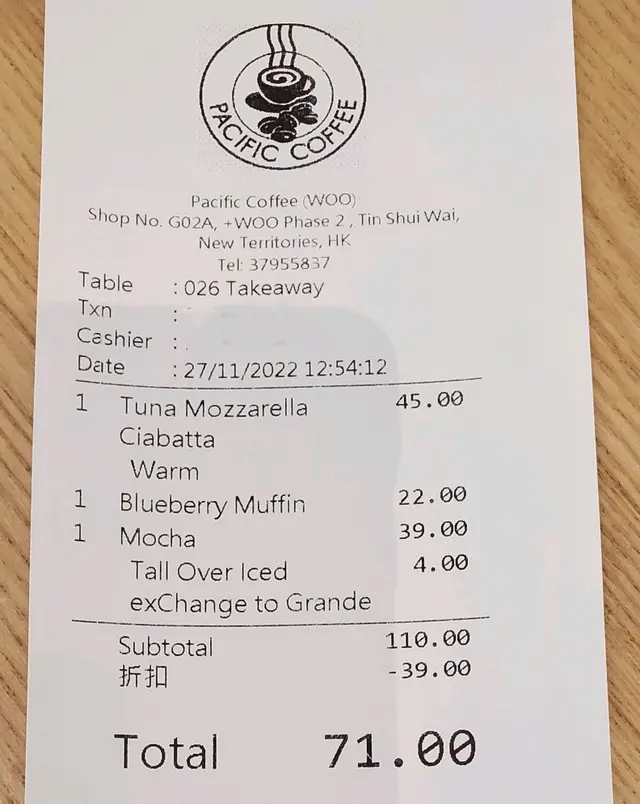 PACIFIC COFFEE
Pacific Coffee (WOO)
Shop No. G02A, +WOO Phase 2 , Tin Shui Wai,
New Territories, HK
Tel: 37955837
Table : 026 Takeaway
Txn :
Cashier :
Date : 27/11/2022 12:54:12
1 Tuna Mozzarella 45.00
Ciabatta
Warm
1 Blueberry Muffin 22.00
1 Mocha 39.00
Tall Over Iced 4.00
exChange to Grande
Subtotal 110.00
折扣 -39.00
Total 71.00